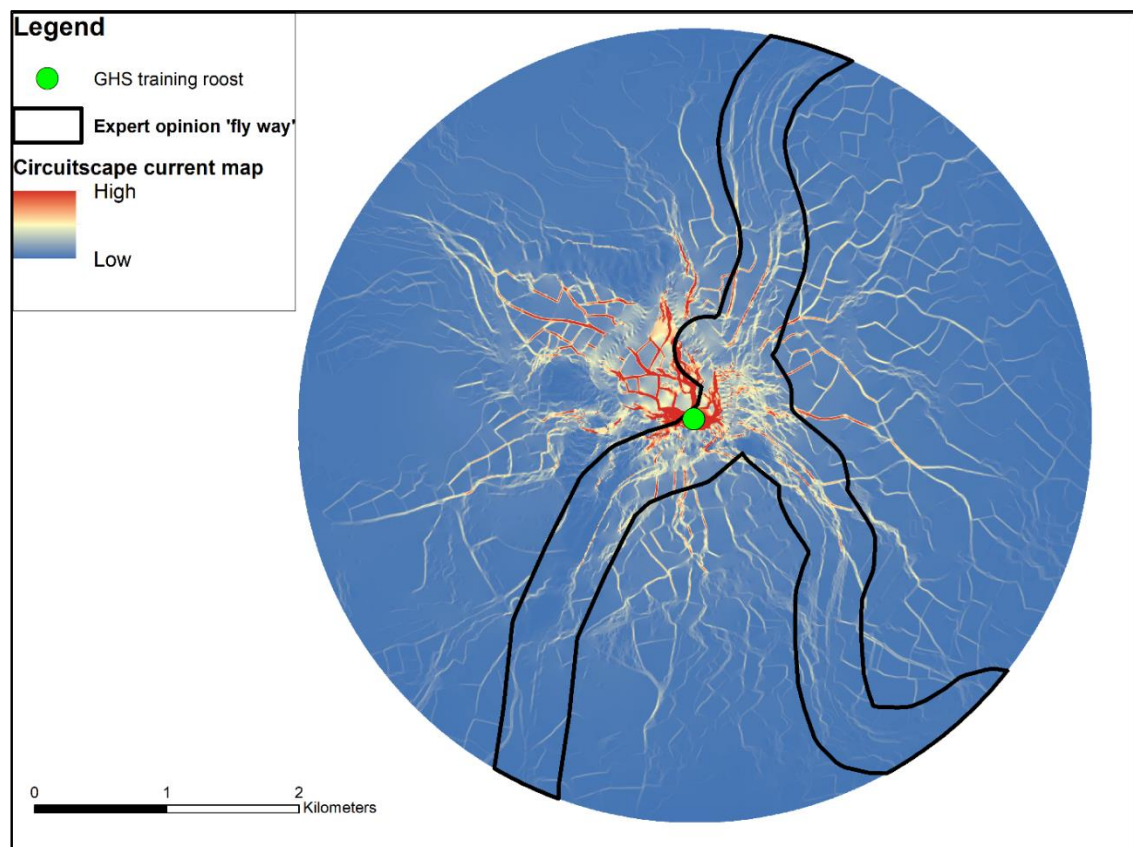 Legend
GHS training roost
Expert opinion 'fly way'
Circuitscape current map
High
Low
0 1 2
Kilometers